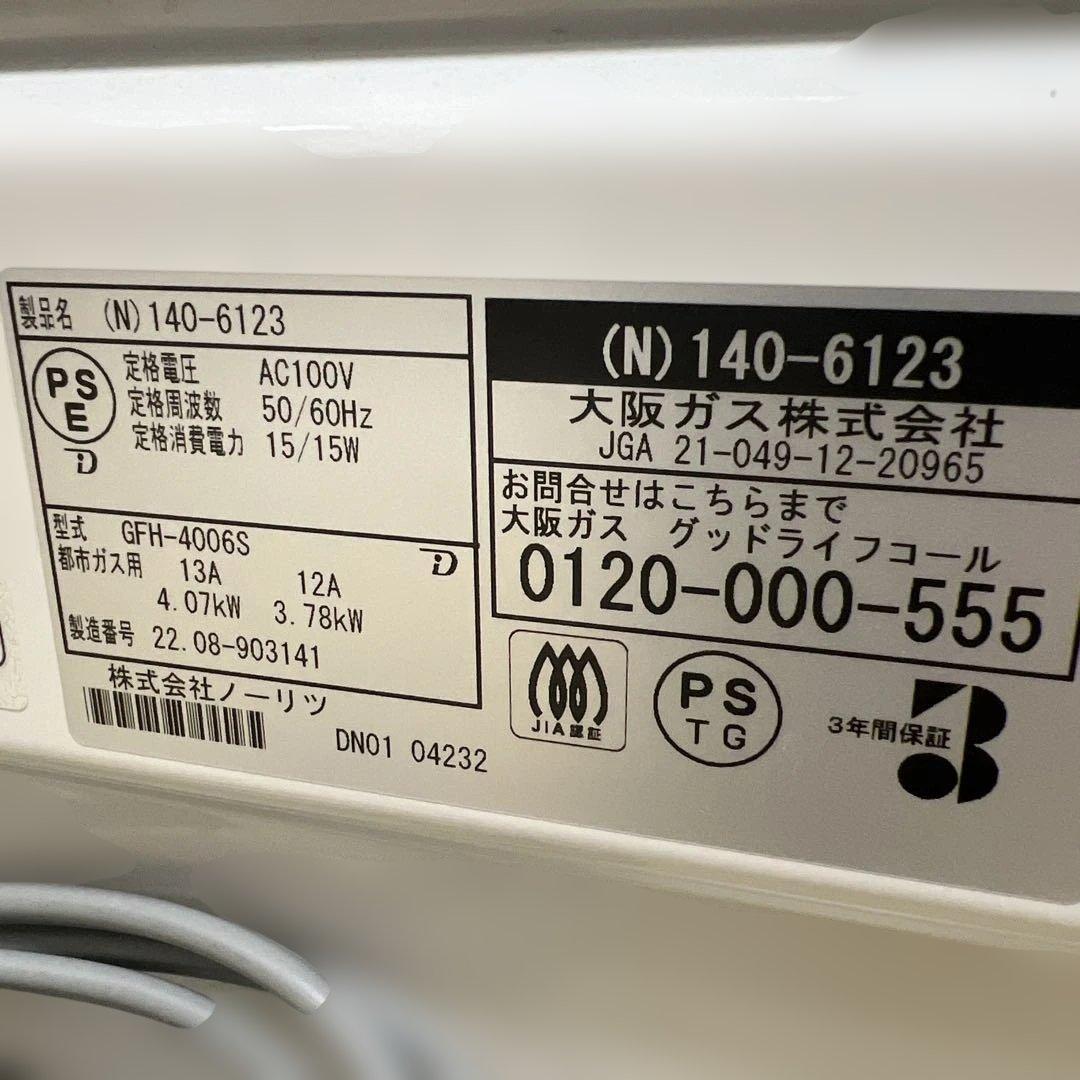 製品名 (N)140-6123
PS
E
定格電圧 AC100V
定格周波数 50/60Hz
定格消費電力 15/15W
型式 GFH-4006S
都市ガス用 13A 12A
4.07kW 3.78kW
製造番号 22.08-903141
株式会社ノーリツ
DN01 04232
(N)140-6123
大阪ガス株式会社
JGA 21-049-12-20965
お問合せはこちらまで
大阪ガス グッドライフコール
0120-000-555
JIA認証
PS
TG
3年間保証